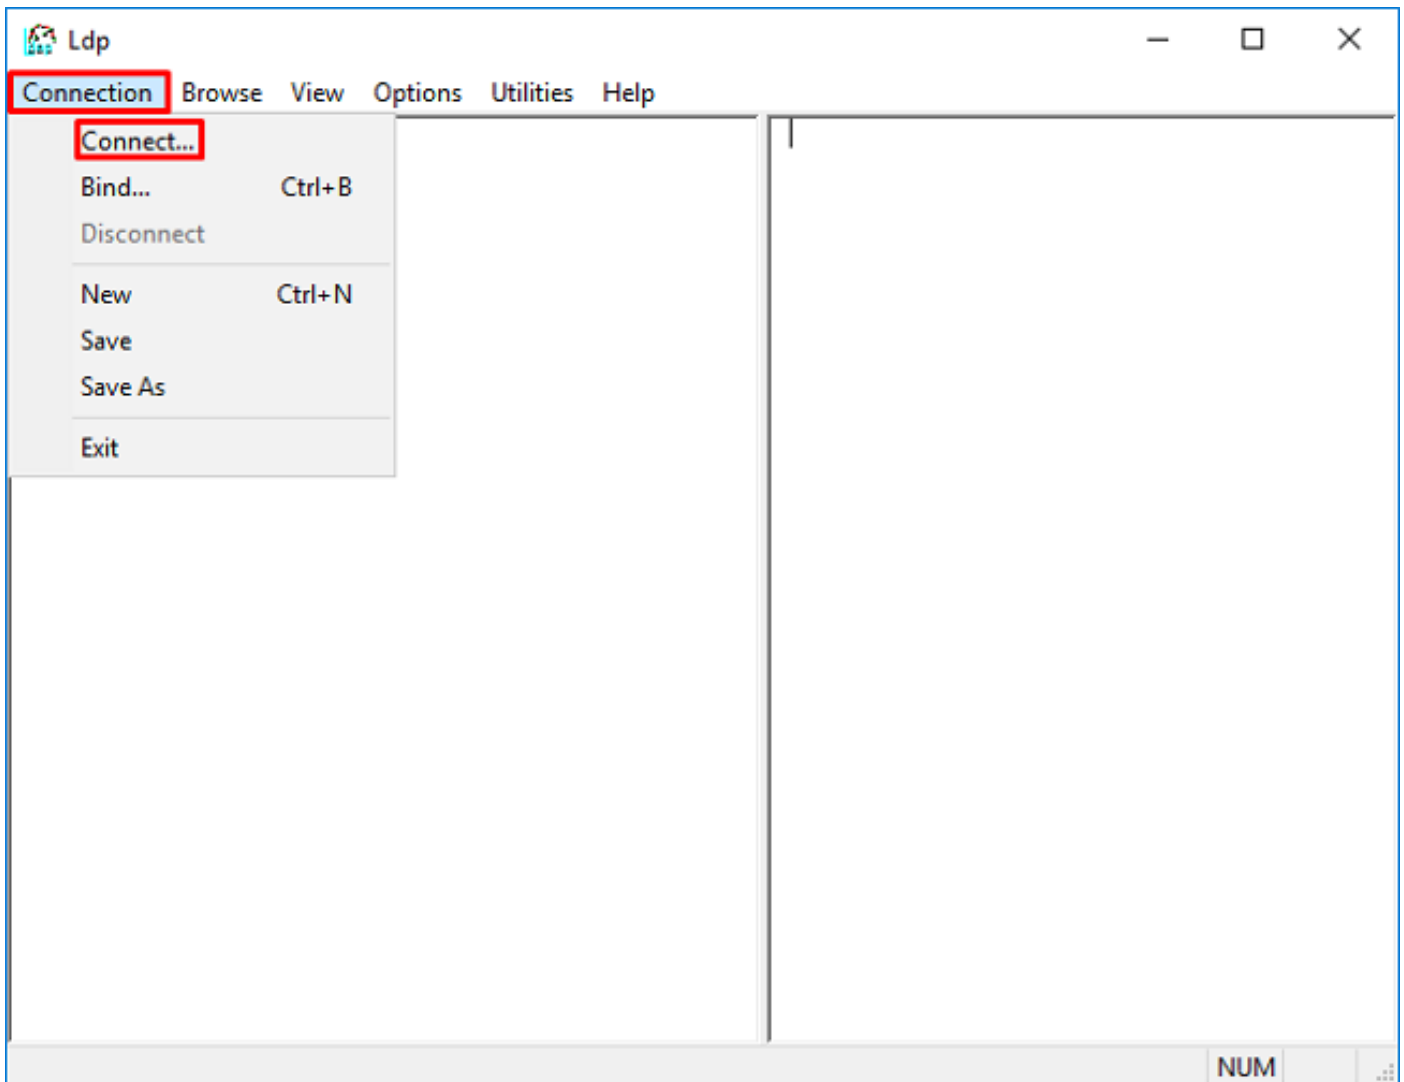 Ldp
Connection Browse View Options Utilities Help
Connect...
Bind... Ctrl+B
Disconnect
New Ctrl+N
Save
Save As
Exit
NUM